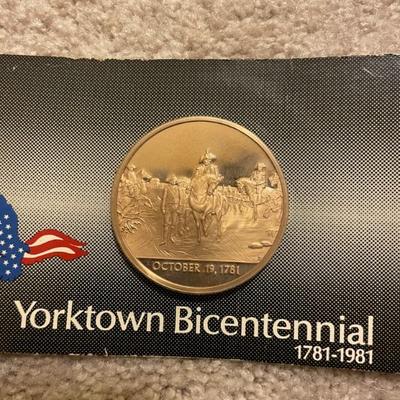 OCTOBER 19, 1781
Yorktown Bicentennial
1781-1981